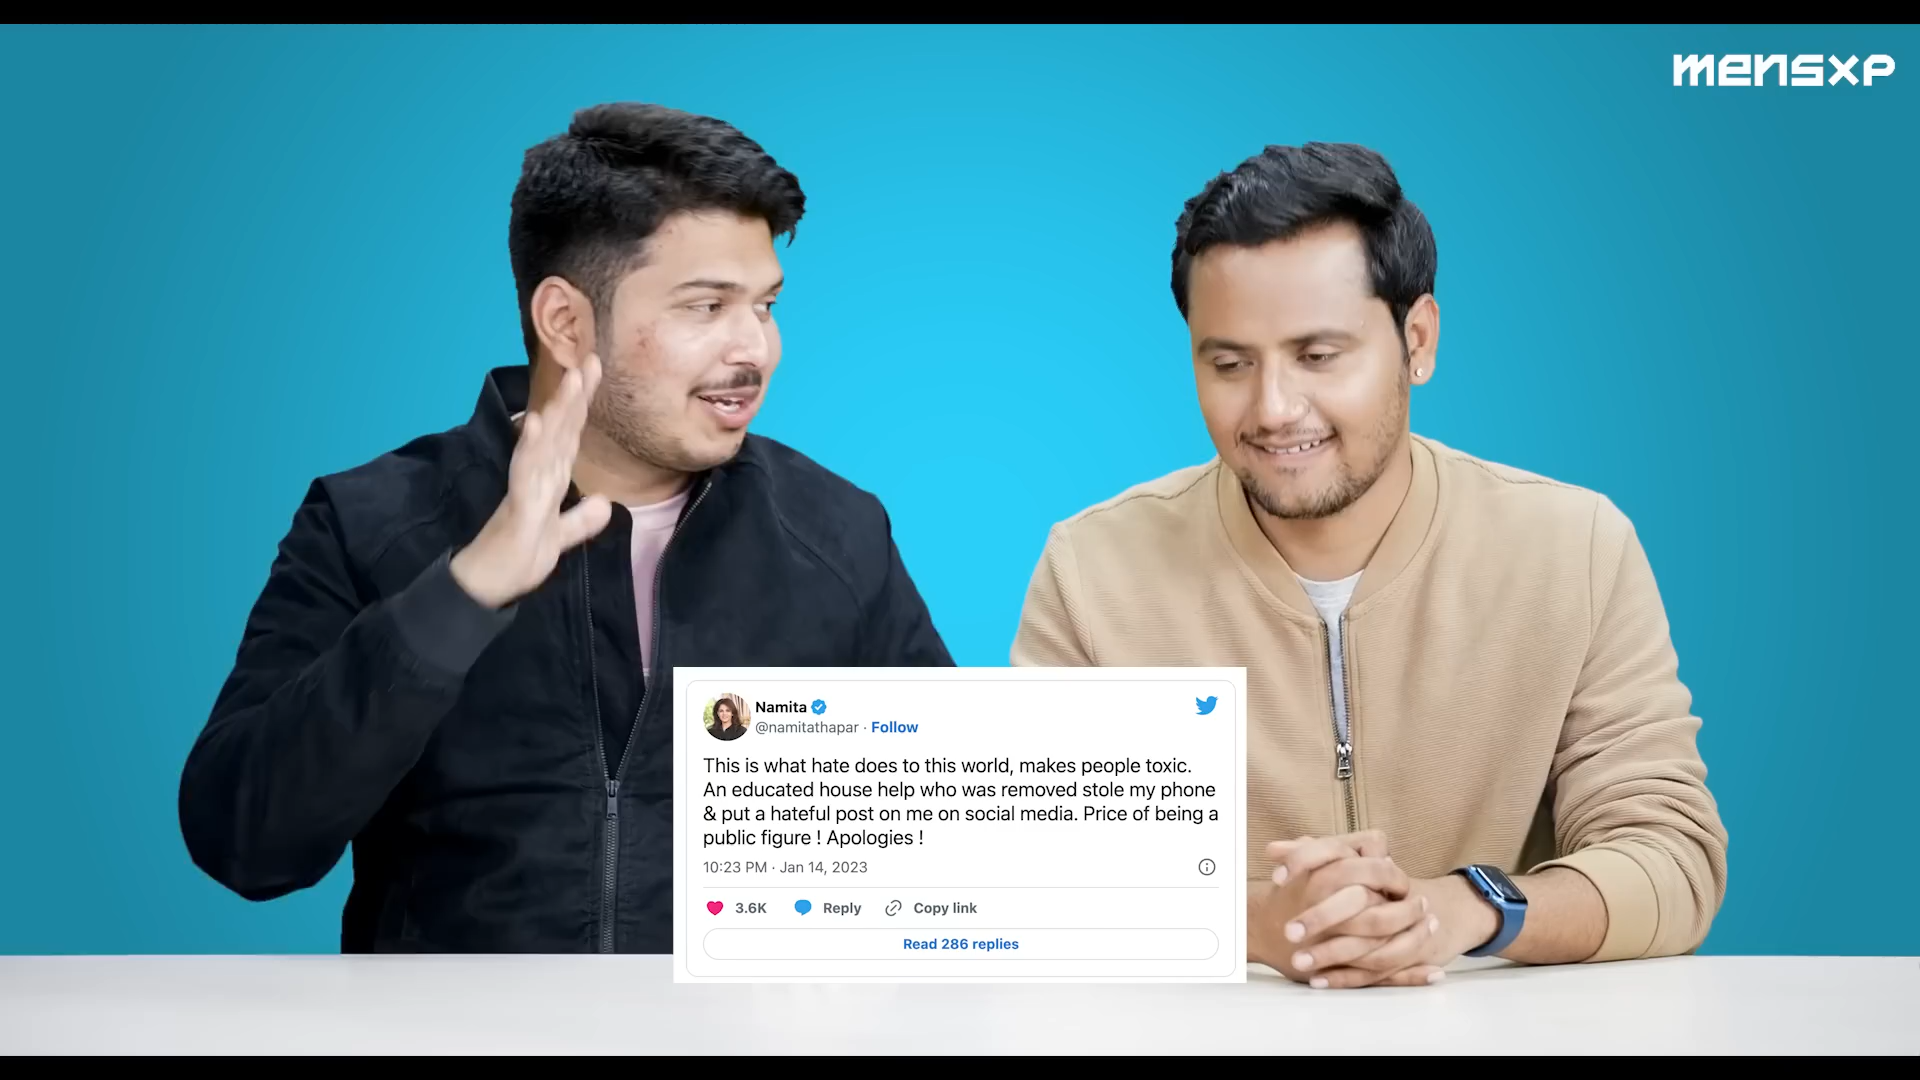 mensxp
Namita
@namitathapar · Follow
This is what hate does to this world, makes people toxic.
An educated house help who was removed stole my phone
& put a hateful post on me on social media. Price of being a
public figure ! Apologies !
10:23 PM · Jan 14, 2023
3.6K Reply Copy link
Read 286 replies